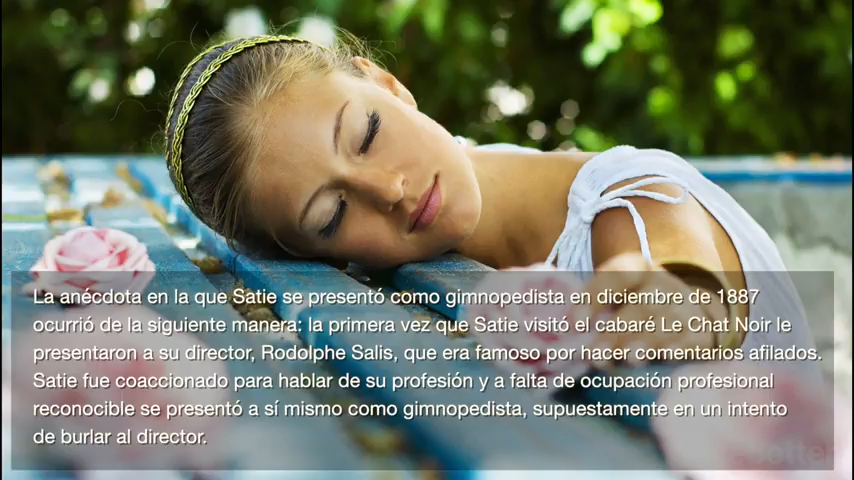 La anécdota en la que Satie se presentó como gimnopedista en diciembre de 1887
ocurrió de la siguiente manera: la primera vez que Satie visitó el cabaré Le Chat Noir le
presentaron a su director, Rodolphe Salis, que era famoso por hacer comentarios afilados.
Satie fue coaccionado para hablar de su profesión y a falta de ocupación profesional
reconocible se presentó a sí mismo como gimnopedista, supuestamente en un intento
de burlar al director.